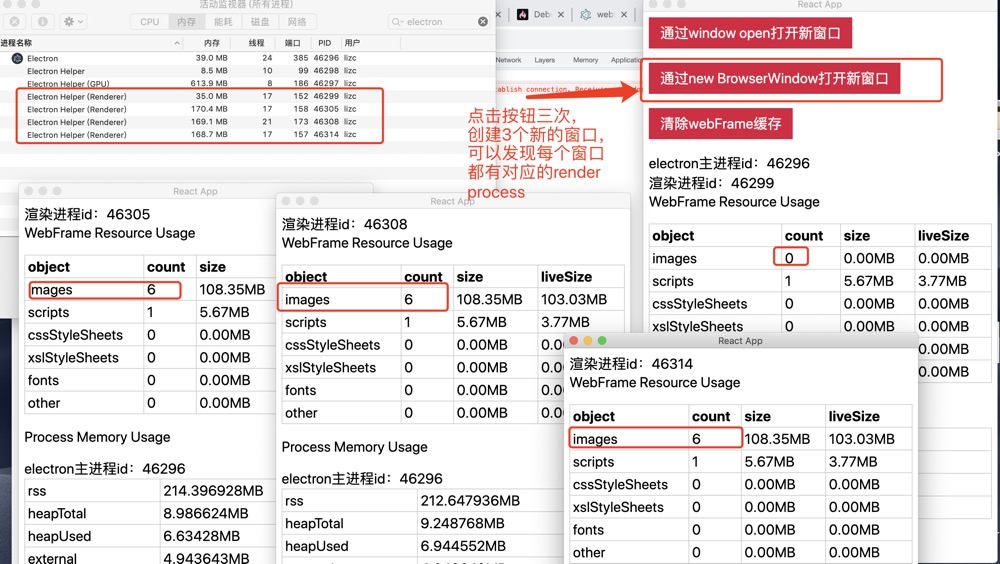 活动监视器 (所有进程)
CPU 内存 能耗 磁盘 网络
electron
进程名称 内存 线程 端口 PID 用户
Electron 39.0 MB 24 385 46296 lizc
Electron Helper 8.5 MB 10 99 46298 lizc
Electron Helper (GPU) 613.9 MB 8 186 46297 lizc
Electron Helper (Renderer) 35.0 MB 17 152 46299 lizc
Electron Helper (Renderer) 170.4 MB 17 158 46305 lizc
Electron Helper (Renderer) 169.1 MB 21 173 46308 lizc
Electron Helper (Renderer) 168.7 MB 17 157 46314 lizc
Deb
web
Network Layers Memory Applicatio
tablish connection. Receiving
点击按钮三次，
创建3个新的窗口，
可以发现每个窗口
都有对应的render
process
React App
通过window open打开新窗口
通过new BrowserWindow打开新窗口
清除webFrame缓存
electron主进程id：46296
渲染进程id：46299
WebFrame Resource Usage
object count size liveSize
images 0 0.00MB 0.00MB
scripts 1 5.67MB 3.77MB
cssStyleSheets 0 0.00MB 0.00MB
xslStyleSheets 0 0.00MB 0.00MB
0.00MB
0.00MB
React App
渲染进程id：46305
WebFrame Resource Usage
object count size
mages 6 108.35MB
scripts 1 5.67MB
cssStyleSheets 0 0.00MB
xslStyleSheets 0 0.00MB
fonts 0 0.00MB
other 0 0.00MB
Process Memory Usage
electron主进程id：46296
rss 214.396928MB
heapTotal 8.986624MB
heapUsed 6.63428MB
external 4.943643MB
React App
渲染进程id：46308
WebFrame Resource Usage
object count size liveSize
images 6 108.35MB 103.03MB
scripts 1 5.67MB 3.77MB
cssStyleSheets 0 0.00MB 0.0
xslStyleSheets 0 0.00MB 0.0
fonts 0 0.00MB 0.0
other 0 0.00MB 0.0
Process Memory Usage
electron主进程id：46296
rss 212.647936MB
heapTotal 9.248768MB
heapUsed 6.944552MB
React App
渲染进程id：46314
WebFrame Resource Usage
object count size liveSize
images 6 108.35MB 103.03MB
scripts 1 5.67MB 3.77MB
cssStyleSheets 0 0.00MB 0.00MB
xslStyleSheets 0 0.00MB 0.00MB
fonts 0 0.00MB 0.00MB
other 0 0.00MB 0.00MB